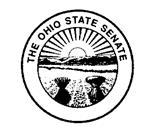 THE OHIO STATE SENATE